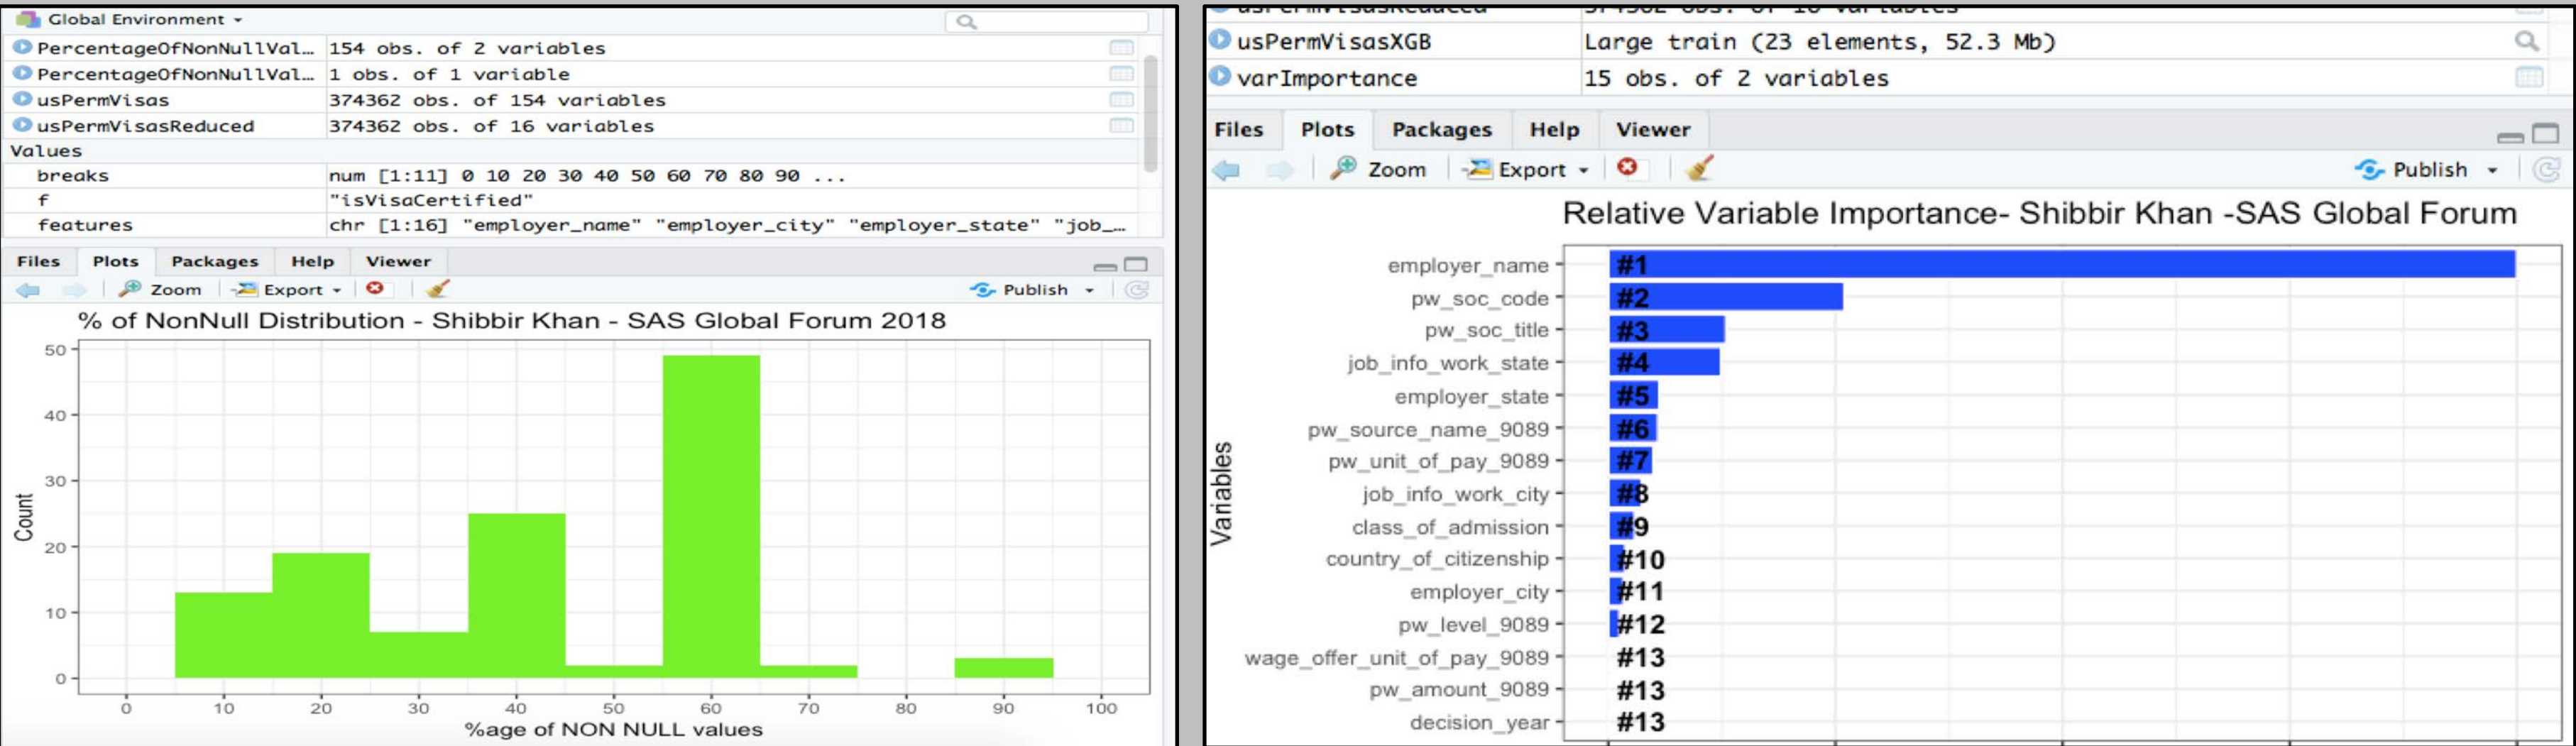 Global Environment
PercentageOfNonNullVal… 154 obs. of 2 variables
PercentageOfNonNullVal… 1 obs. of 1 variable
usPermVisas 374362 obs. of 154 variables
usPermVisasReduced 374362 obs. of 16 variables
Values
breaks num [1:11] 0 10 20 30 40 50 60 70 80 90 ...
f "isVisaCertified"
features chr [1:16] "employer_name" "employer_city" "employer_state" "job_…
Files Plots Packages Help Viewer
Zoom Export Publish
% of NonNull Distribution - Shibbir Khan - SAS Global Forum 2018
50
40
30
20
10
0
Count
0 10 20 30 40 50 60 70 80 90 100
%age of NON NULL values
usPermVisasReduced 374362 obs. of 16 variables
usPermVisasXGB Large train (23 elements, 52.3 Mb)
varImportance 15 obs. of 2 variables
Files Plots Packages Help Viewer
Zoom Export Publish
Relative Variable Importance- Shibbir Khan -SAS Global Forum
Variables
employer_name #1
pw_soc_code #2
pw_soc_title #3
job_info_work_state #4
employer_state #5
pw_source_name_9089 #6
pw_unit_of_pay_9089 #7
job_info_work_city #8
class_of_admission #9
country_of_citizenship #10
employer_city #11
pw_level_9089 #12
wage_offer_unit_of_pay_9089 #13
pw_amount_9089 #13
decision_year #13